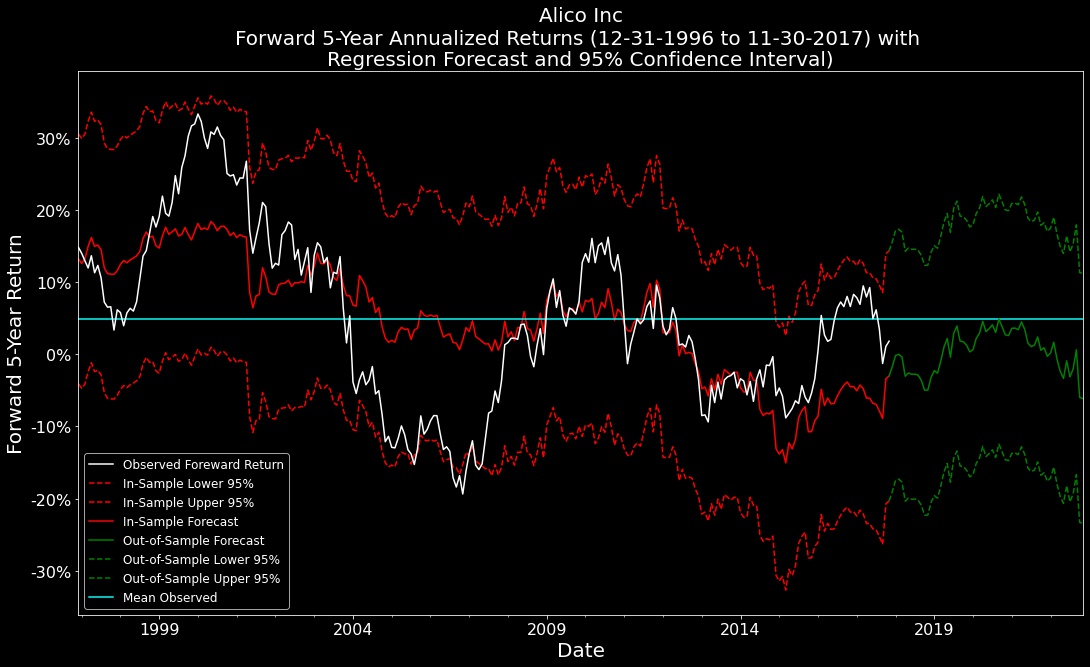 Alico Inc
Forward 5-Year Annualized Returns (12-31-1996 to 11-30-2017) with
Regression Forecast and 95% Confidence Interval)
Forward 5-Year Return
30%
20%
10%
0%
-10%
-20%
-30%
Observed Foreward Return
In-Sample Lower 95%
In-Sample Upper 95%
In-Sample Forecast
Out-of-Sample Forecast
Out-of-Sample Lower 95%
Out-of-Sample Upper 95%
Mean Observed
1999
2004
2009
2014
2019
Date